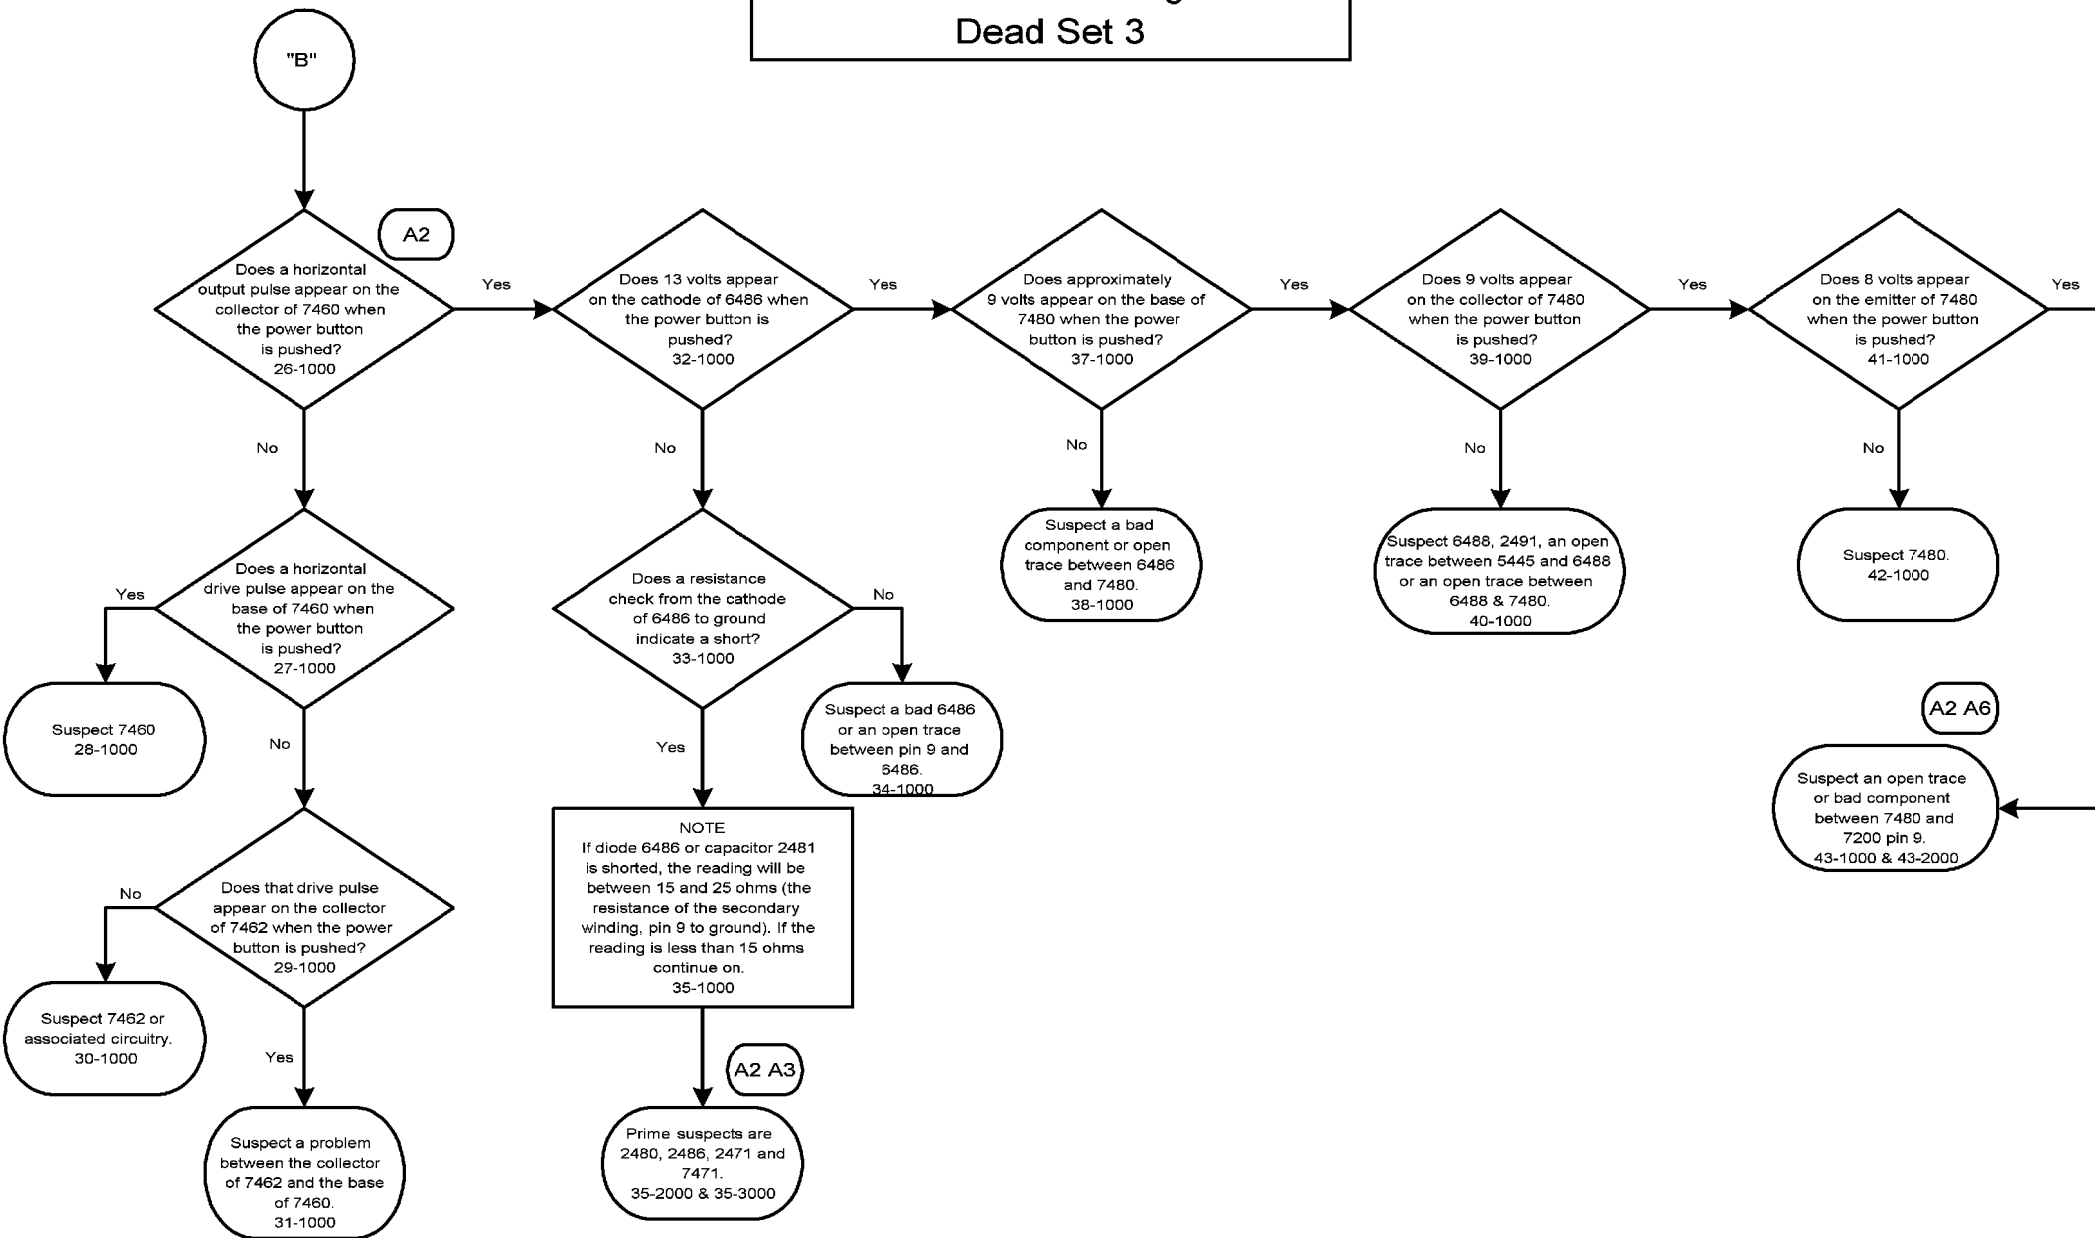 Dead Set 3
"B"
A2
Does a horizontal
output pulse appear on the
collector of 7460 when
the power button
is pushed?
26-1000
Yes
Does 13 volts appear
on the cathode of 6486 when
the power button is
pushed?
32-1000
Yes
Does approximately
9 volts appear on the base of
7480 when the power
button is pushed?
37-1000
Yes
Does 9 volts appear
on the collector of 7480
when the power button
is pushed?
39-1000
Yes
Does 8 volts appear
on the emitter of 7480
when the power button
is pushed?
41-1000
Yes
No
No
No
No
No
Does a horizontal
drive pulse appear on the
base of 7460 when
the power button
is pushed?
27-1000
Yes
Suspect 7460
28-1000
No
Does that drive pulse
appear on the collector
of 7462 when the power
button is pushed?
29-1000
No
Suspect 7462 or
associated circuitry.
30-1000
Yes
Suspect a problem
between the collector
of 7462 and the base
of 7460.
31-1000
Does a resistance
check from the cathode
of 6486 to ground
indicate a short?
33-1000
No
Suspect a bad 6486
or an open trace
between pin 9 and
6486.
34-1000
Yes
NOTE
If diode 6486 or capacitor 2481
is shorted, the reading will be
between 15 and 25 ohms (the
resistance of the secondary
winding, pin 9 to ground). If the
reading is less than 15 ohms
continue on.
35-1000
A2 A3
Prime suspects are
2480, 2486, 2471 and
7471.
35-2000 & 35-3000
Suspect a bad
component or open
trace between 6486
and 7480.
38-1000
Suspect 6488, 2491, an open
trace between 5445 and 6488
or an open trace between
6488 & 7480.
40-1000
Suspect 7480.
42-1000
A2 A6
Suspect an open trace
or bad component
between 7480 and
7200 pin 9.
43-1000 & 43-2000